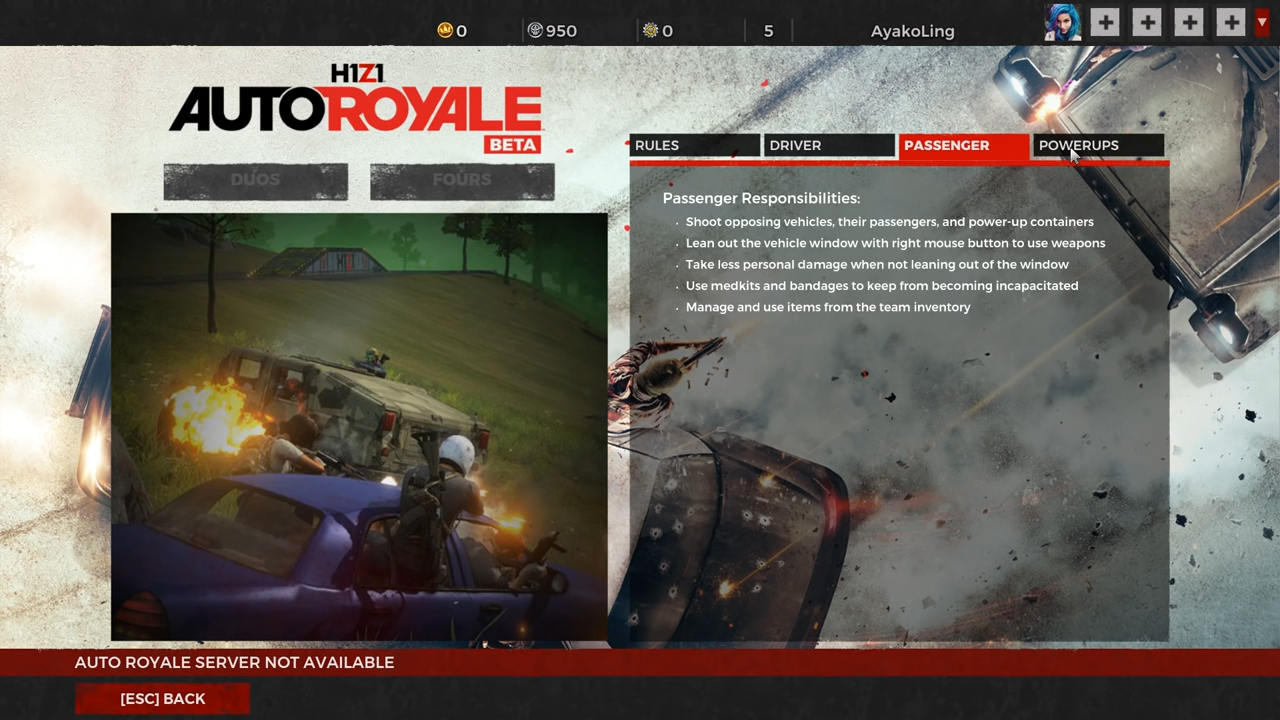 0 950 0 5 AyakoLing
H1Z1
AUTO ROYALE
BETA
DUOS FOURS
RULES DRIVER PASSENGER POWERUPS
Passenger Responsibilities:
· Shoot opposing vehicles, their passengers, and power-up containers
· Lean out the vehicle window with right mouse button to use weapons
· Take less personal damage when not leaning out of the window
· Use medkits and bandages to keep from becoming incapacitated
· Manage and use items from the team inventory
H1Z1
AUTO ROYALE SERVER NOT AVAILABLE
[ESC] BACK